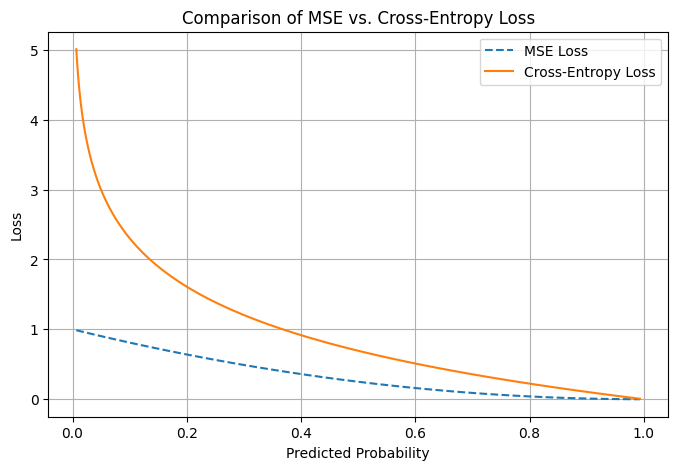 Comparison of MSE vs. Cross-Entropy Loss
MSE Loss
Cross-Entropy Loss
5
4
3
2
1
0
Loss
0.0 0.2 0.4 0.6 0.8 1.0
Predicted Probability